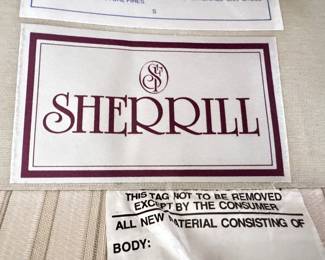 S
SHERRILL
THIS TAG NOT TO BE REMOVED
EXCEPT BY THE CONSUMER
ALL NEW MATERIAL CONSISTING OF
BODY: